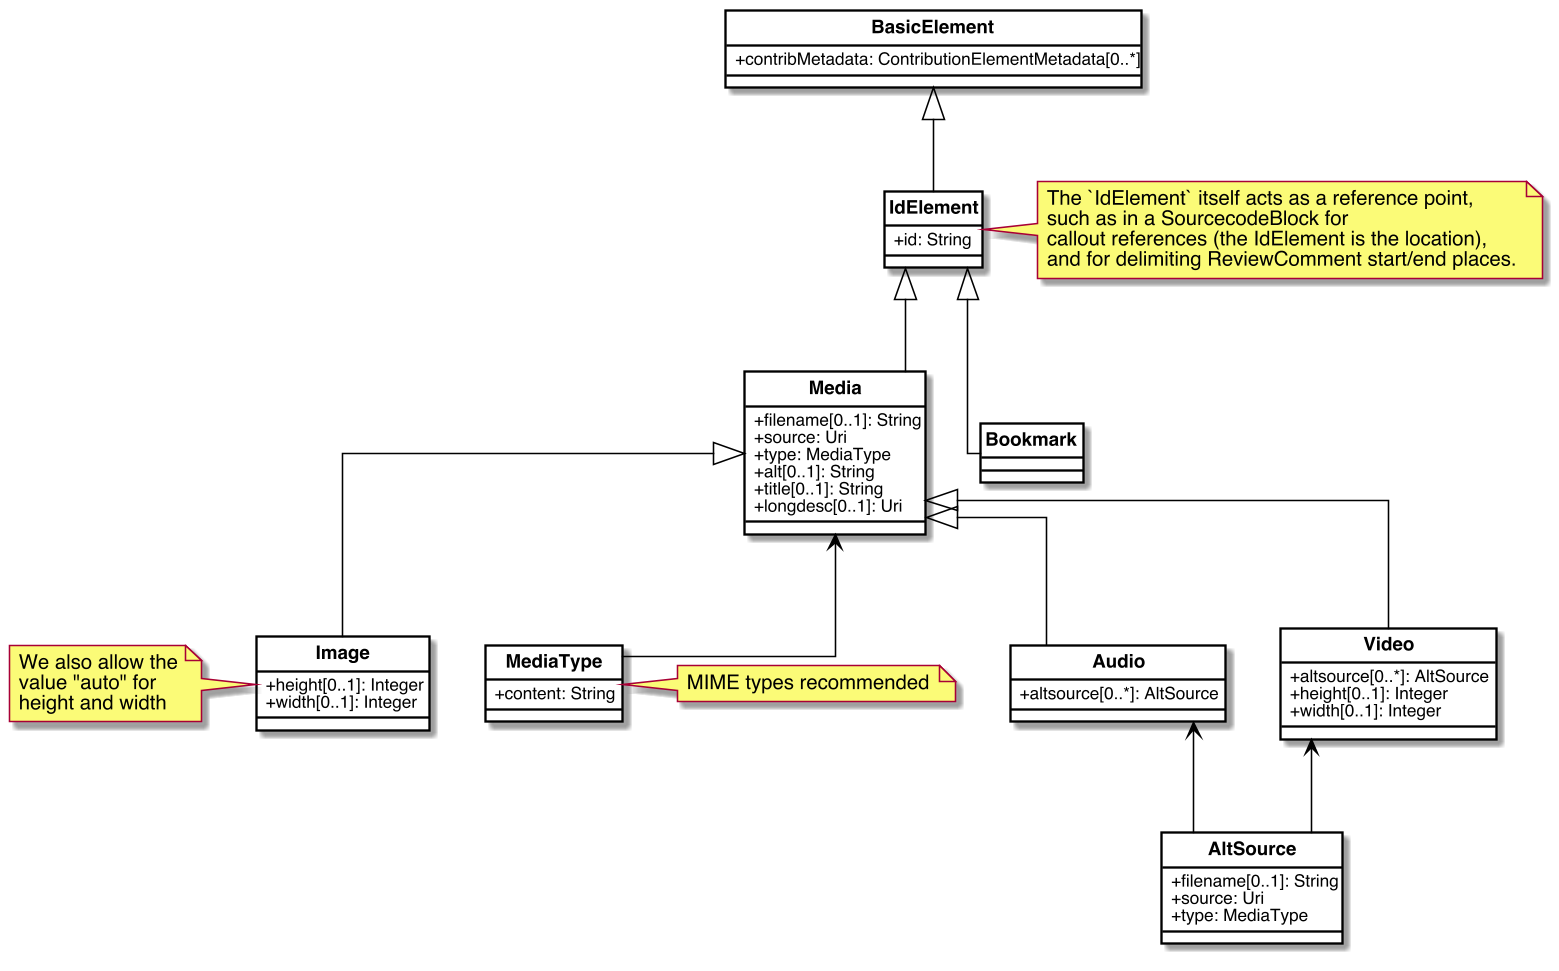 BasicElement
+contribMetadata: ContributionElementMetadata[0..*]
IdElement
+id: String
The `IdElement` itself acts as a reference point,
such as in a SourcecodeBlock for
callout references (the IdElement is the location),
and for delimiting ReviewComment start/end places.
Media
+filename[0..1]: String
+source: Uri
+type: MediaType
+alt[0..1]: String
+title[0..1]: String
+longdesc[0..1]: Uri
Bookmark
We also allow the
value "auto" for
height and width
Image
+height[0..1]: Integer
+width[0..1]: Integer
MediaType
+content: String
MIME types recommended
Audio
+altsource[0..*]: AltSource
Video
+altsource[0..*]: AltSource
+height[0..1]: Integer
+width[0..1]: Integer
AltSource
+filename[0..1]: String
+source: Uri
+type: MediaType